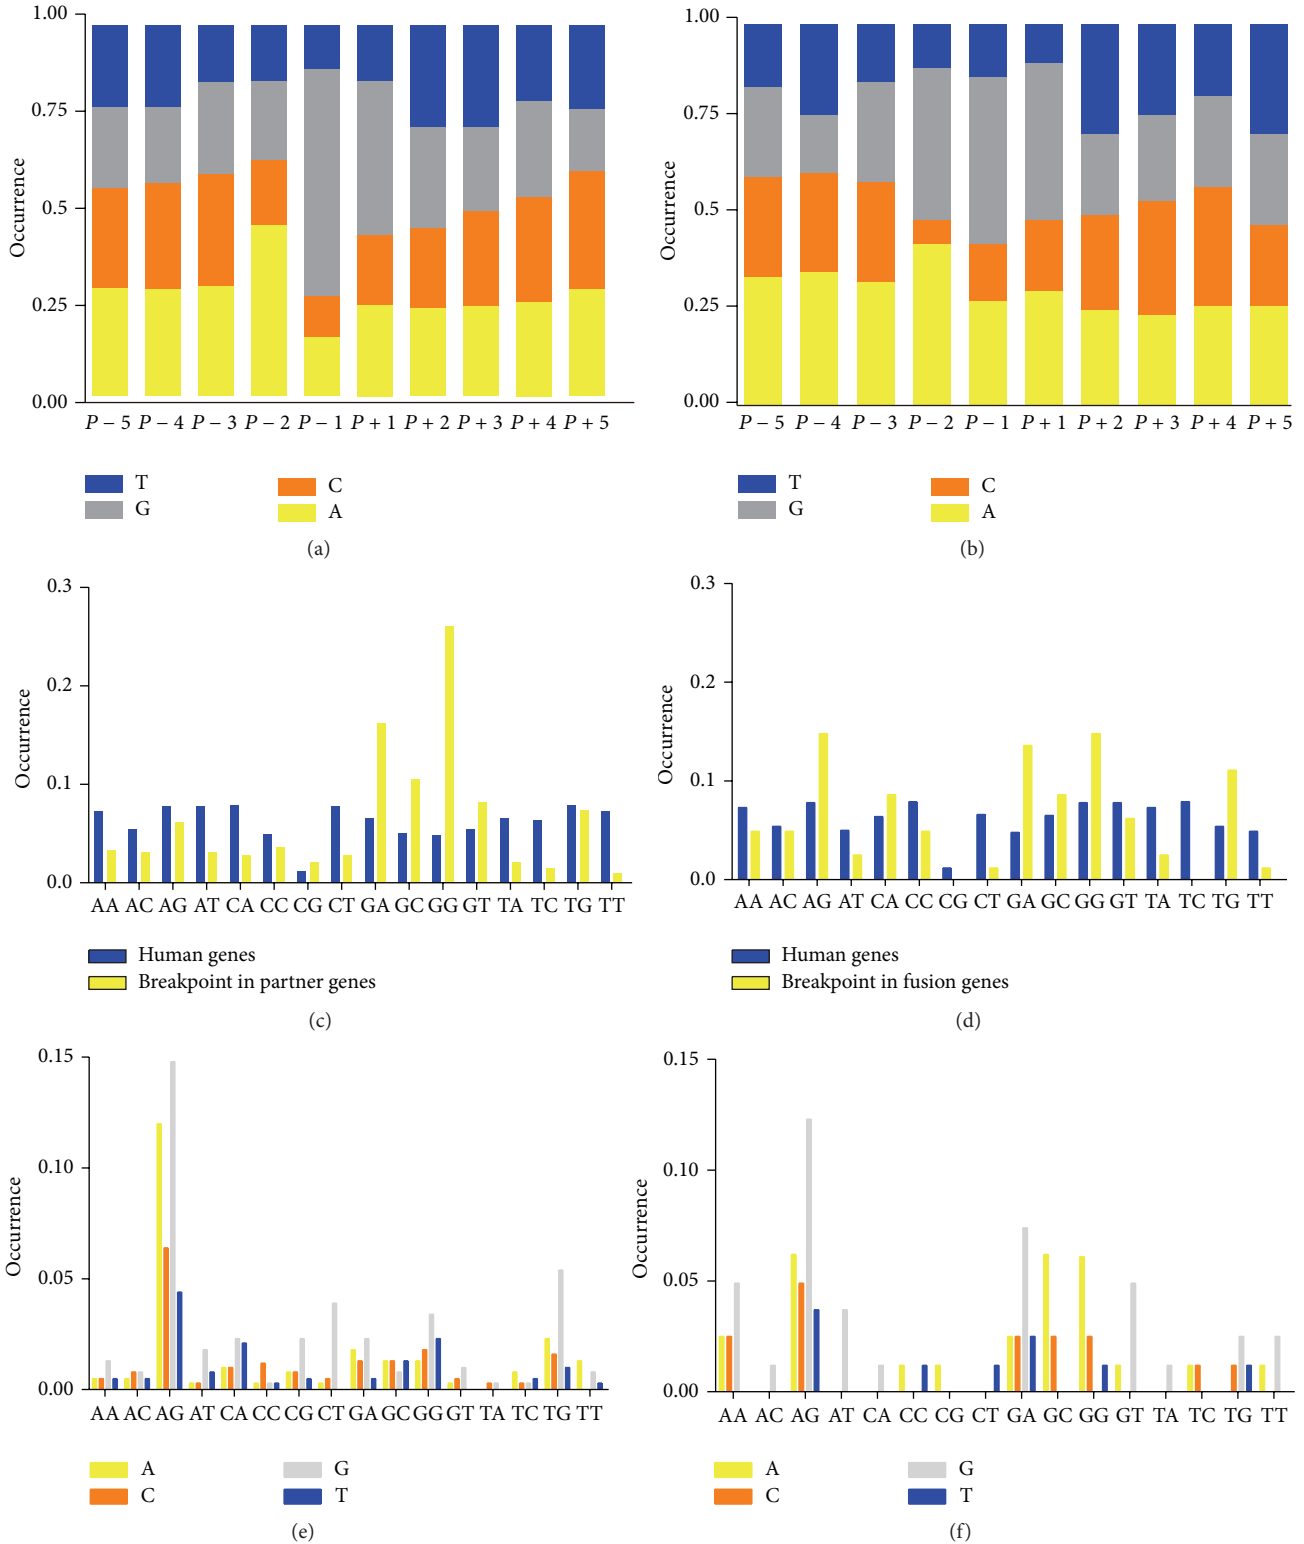 1.00
0.75
0.5
0.25
0.00
Occurrence
P − 5 P − 4 P − 3 P − 2 P − 1 P + 1 P + 2 P + 3 P + 4 P + 5
T C
G A
(a)
1.00
0.75
0.5
0.25
0.00
Occurrence
P − 5 P − 4 P − 3 P − 2 P − 1 P + 1 P + 2 P + 3 P + 4 P + 5
T C
G A
(b)
0.3
0.2
0.1
0.0
Occurrence
AA AC AG AT CA CC CG CT GA GC GG GT TA TC TG TT
Human genes
Breakpoint in partner genes
(c)
0.3
0.2
0.1
0.0
Occurrence
AA AC AG AT CA CC CG CT GA GC GG GT TA TC TG TT
Human genes
Breakpoint in fusion genes
(d)
0.15
0.10
0.05
0.00
Occurrence
AA AC AG AT CA CC CG CT GA GC GG GT TA TC TG TT
A G
C T
(e)
0.15
0.10
0.05
0.00
Occurrence
AA AC AG AT CA CC CG CT GA GC GG GT TA TC TG TT
A G
C T
(f)